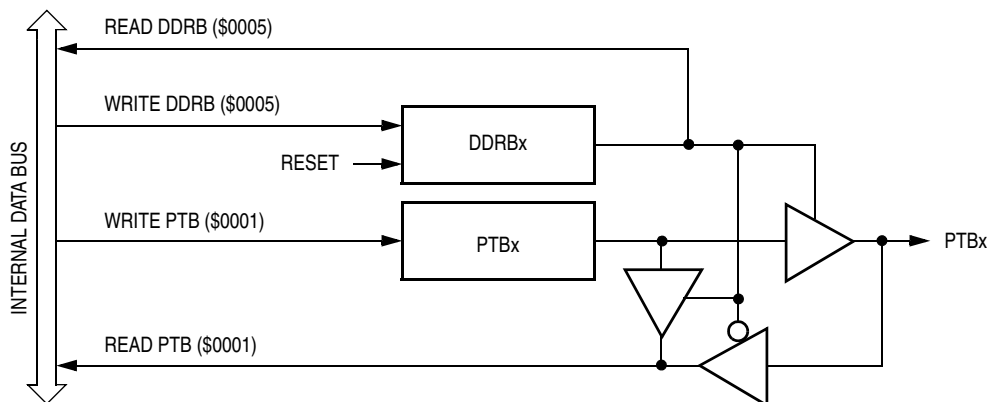 READ DDRB ($0005)
WRITE DDRB ($0005)
DDRBx
RESET
WRITE PTB ($0001)
PTBx
PTBx
READ PTB ($0001)
INTERNAL DATA BUS